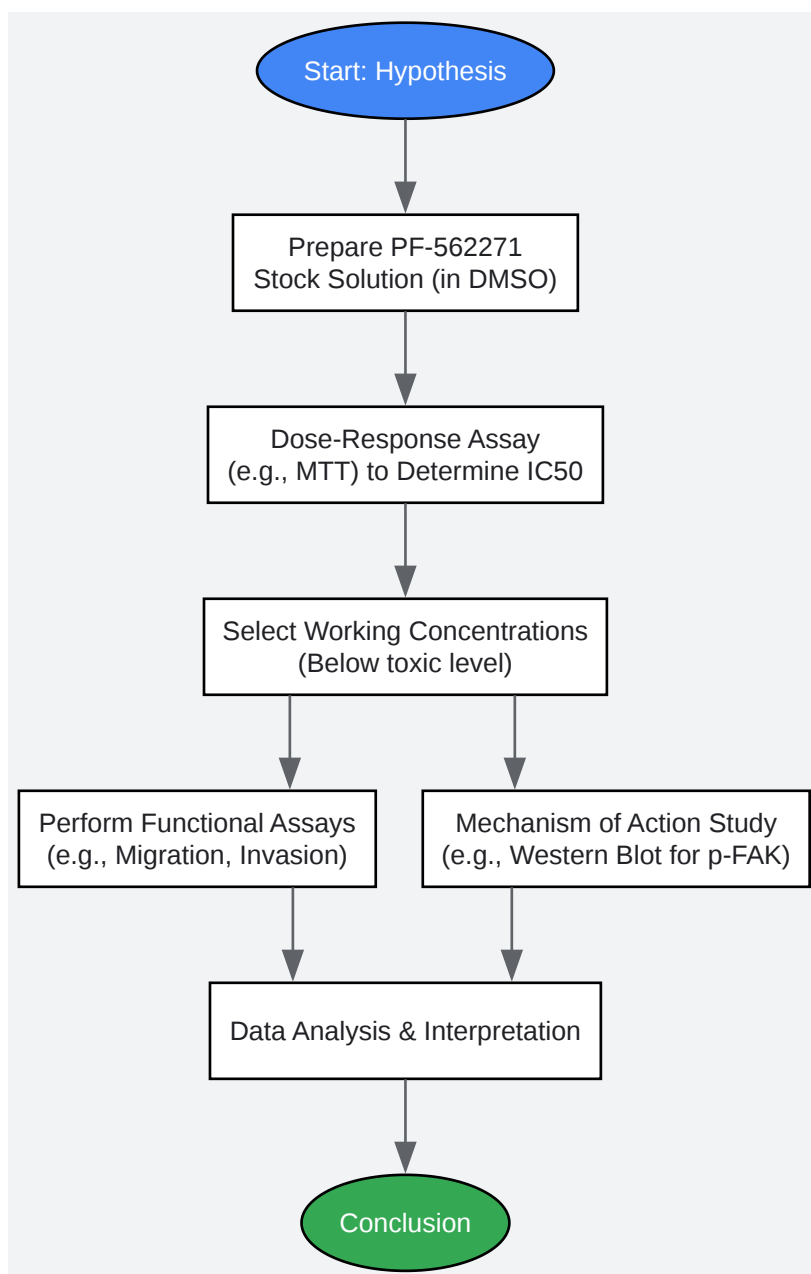 Start: Hypothesis
Prepare PF-562271
Stock Solution (in DMSO)
Dose-Response Assay
(e.g., MTT) to Determine IC50
Select Working Concentrations
(Below toxic level)
Perform Functional Assays
(e.g., Migration, Invasion)
Mechanism of Action Study
(e.g., Western Blot for p-FAK)
Data Analysis & Interpretation
Conclusion